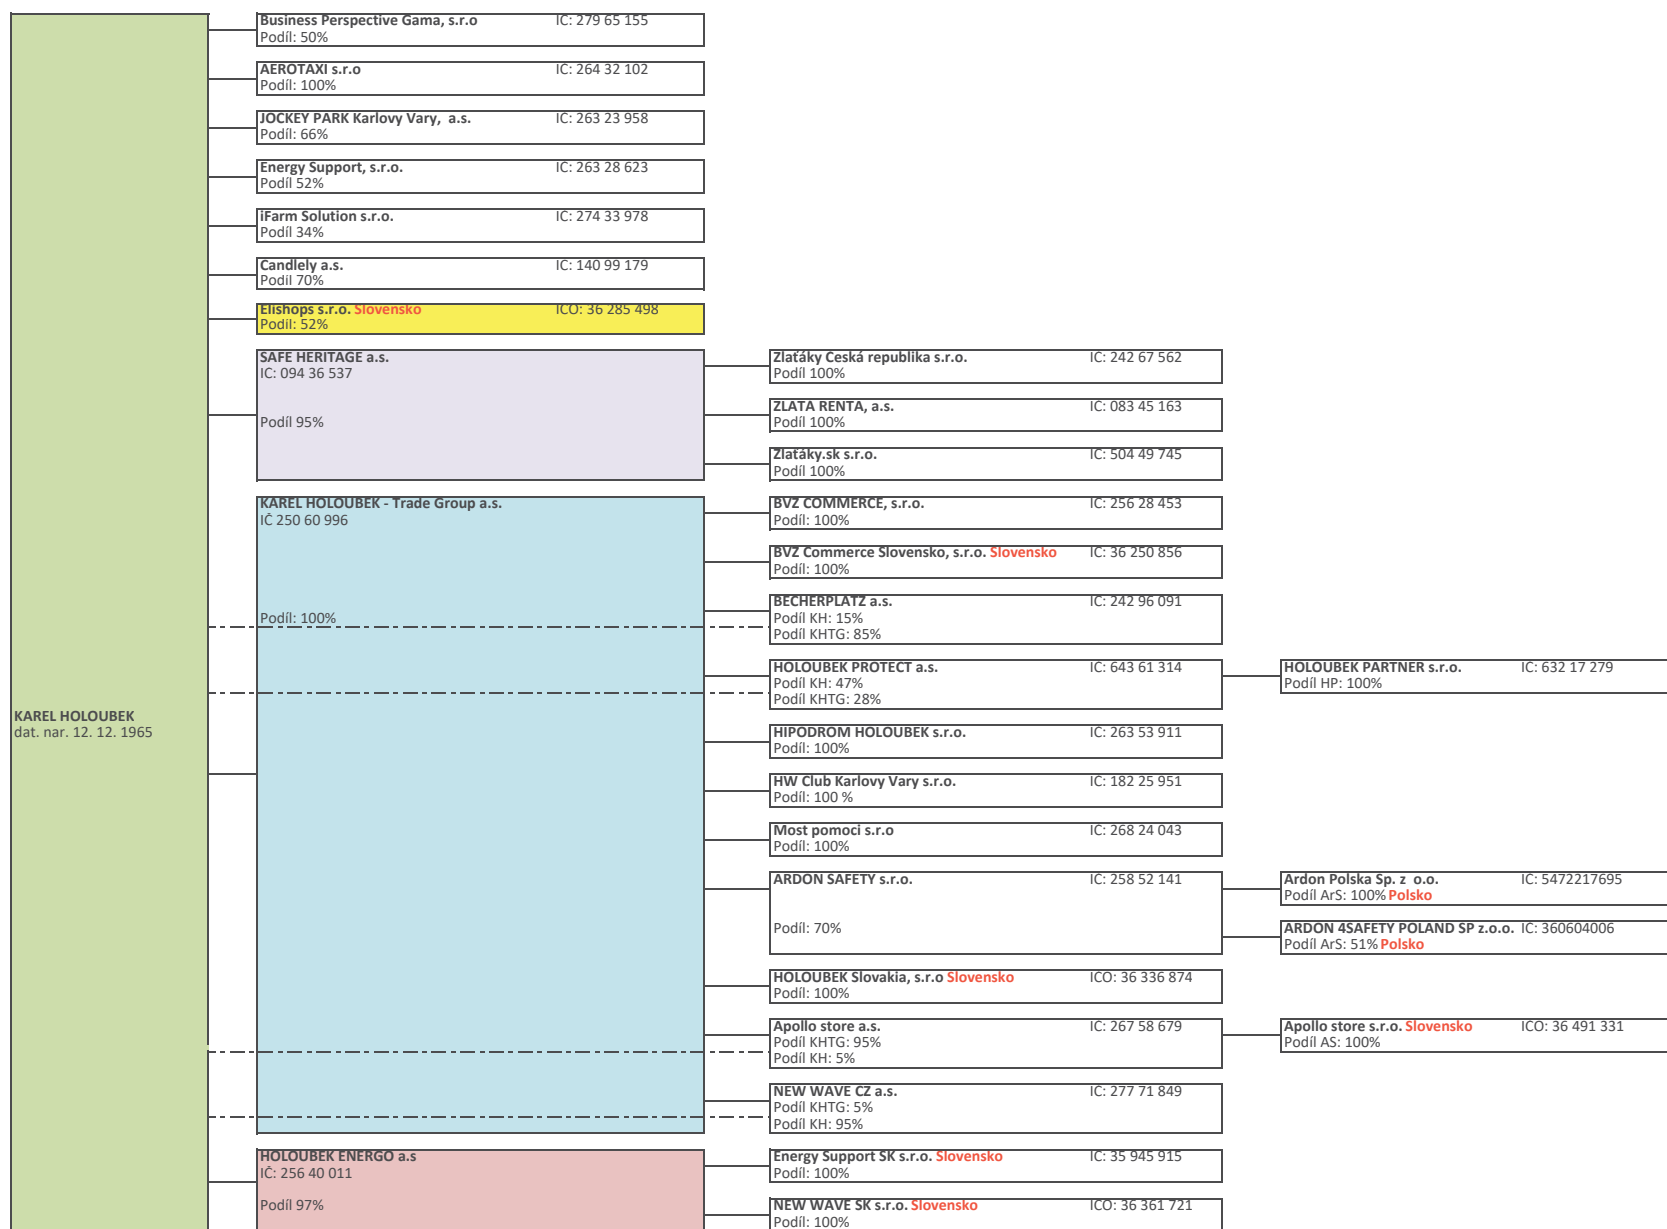 Business Perspective Gama, s.r.o IC: 279 65 155
Podíl: 50%
AEROTAXI s.r.o IC: 264 32 102
Podíl: 100%
JOCKEY PARK Karlovy Vary, a.s. IC: 263 23 958
Podíl: 66%
Energy Support, s.r.o. IC: 263 28 623
Podíl 52%
iFarm Solution s.r.o. IC: 274 33 978
Podíl 34%
Candlely a.s. IC: 140 99 179
Podíl 70%
Elishops s.r.o. Slovensko ICO: 36 285 498
Podíl: 52%
SAFE HERITAGE a.s.
IC: 094 36 537
Podíl 95%
Zlaťáky Česká republika s.r.o. IC: 242 67 562
Podíl 100%
ZLATÁ RENTA, a.s. IC: 083 45 163
Podíl 100%
Zlaťáky.sk s.r.o. IC: 504 49 745
Podíl 100%
KAREL HOLOUBEK - Trade Group a.s.
IČ 250 60 996
Podíl: 100%
BVZ COMMERCE, s.r.o. IC: 256 28 453
Podíl: 100%
BVZ Commerce Slovensko, s.r.o. Slovensko IC: 36 250 856
Podíl: 100%
BECHERPLATZ a.s. IC: 242 96 091
Podíl KH: 15%
Podíl KHTG: 85%
HOLOUBEK PROTECT a.s. IC: 643 61 314
Podíl KH: 47%
Podíl KHTG: 28%
HOLOUBEK PARTNER s.r.o. IC: 632 17 279
Podíl HP: 100%
KAREL HOLOUBEK
dat. nar. 12. 12. 1965
HIPODROM HOLOUBEK s.r.o. IC: 263 53 911
Podíl: 100%
HW Club Karlovy Vary s.r.o. IC: 182 25 951
Podíl: 100 %
Most pomoci s.r.o IC: 268 24 043
Podíl: 100%
ARDON SAFETY s.r.o. IC: 258 52 141
Podíl: 70%
Ardon Polska Sp. z o.o. IC: 5472217695
Podíl ArS: 100% Polsko
ARDON 4SAFETY POLAND SP z.o.o. IC: 360604006
Podíl ArS: 51% Polsko
HOLOUBEK Slovakia, s.r.o Slovensko ICO: 36 336 874
Podíl: 100%
Apollo store a.s. IC: 267 58 679
Podíl KHTG: 95%
Podíl KH: 5%
Apollo store s.r.o. Slovensko ICO: 36 491 331
Podíl AS: 100%
NEW WAVE CZ a.s. IC: 277 71 849
Podíl KHTG: 5%
Podíl KH: 95%
HOLOUBEK ENERGO a.s
IČ: 256 40 011
Podíl 97%
Energy Support SK s.r.o. Slovensko IC: 35 945 915
Podíl: 100%
NEW WAVE SK s.r.o. Slovensko ICO: 36 361 721
Podíl: 100%